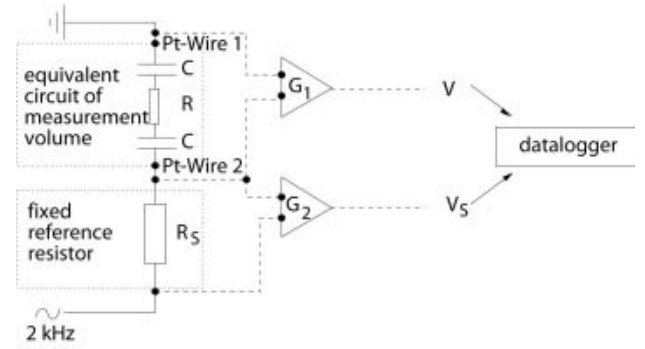 Pt-Wire 1
equivalent
circuit of
measurement
volume
C
R
C
Pt-Wire 2
fixed
reference
resistor
RS
2 kHz
G1
G2
V
VS
datalogger